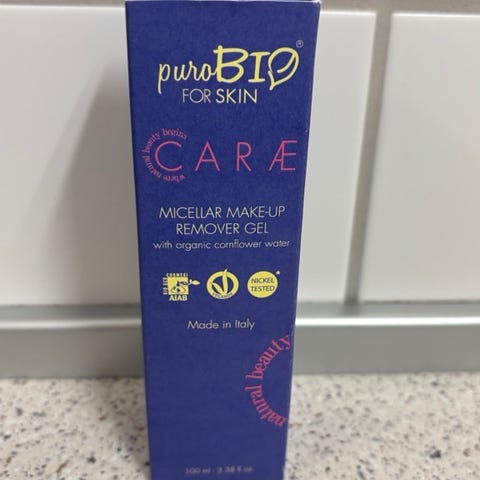 puroBIO®
FOR SKIN
where natural beauty begins
CARÆ
MICELLAR MAKE-UP
REMOVER GEL
with organic cornflower water
AIAB
NICKEL
TESTED*
Made in Italy
natural beauty
100 ml - 3.38 fl oz